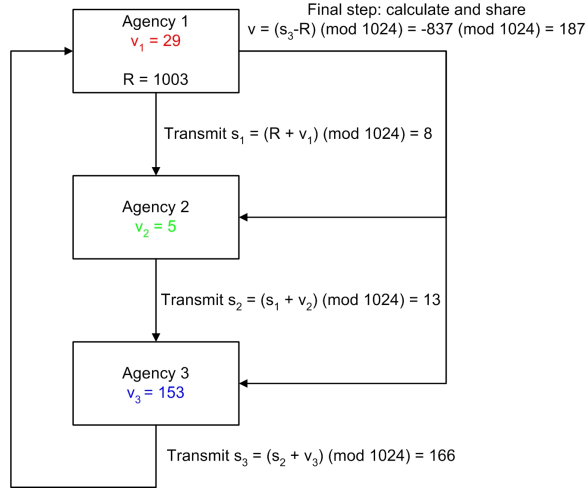 Final step: calculate and share
v = (s₃-R) (mod 1024) = -837 (mod 1024) = 187
Agency 1
v₁ = 29
R = 1003
Transmit s₁ = (R + v₁) (mod 1024) = 8
Agency 2
v₂ = 5
Transmit s₂ = (s₁ + v₂) (mod 1024) = 13
Agency 3
v₃ = 153
Transmit s₃ = (s₂ + v₃) (mod 1024) = 166